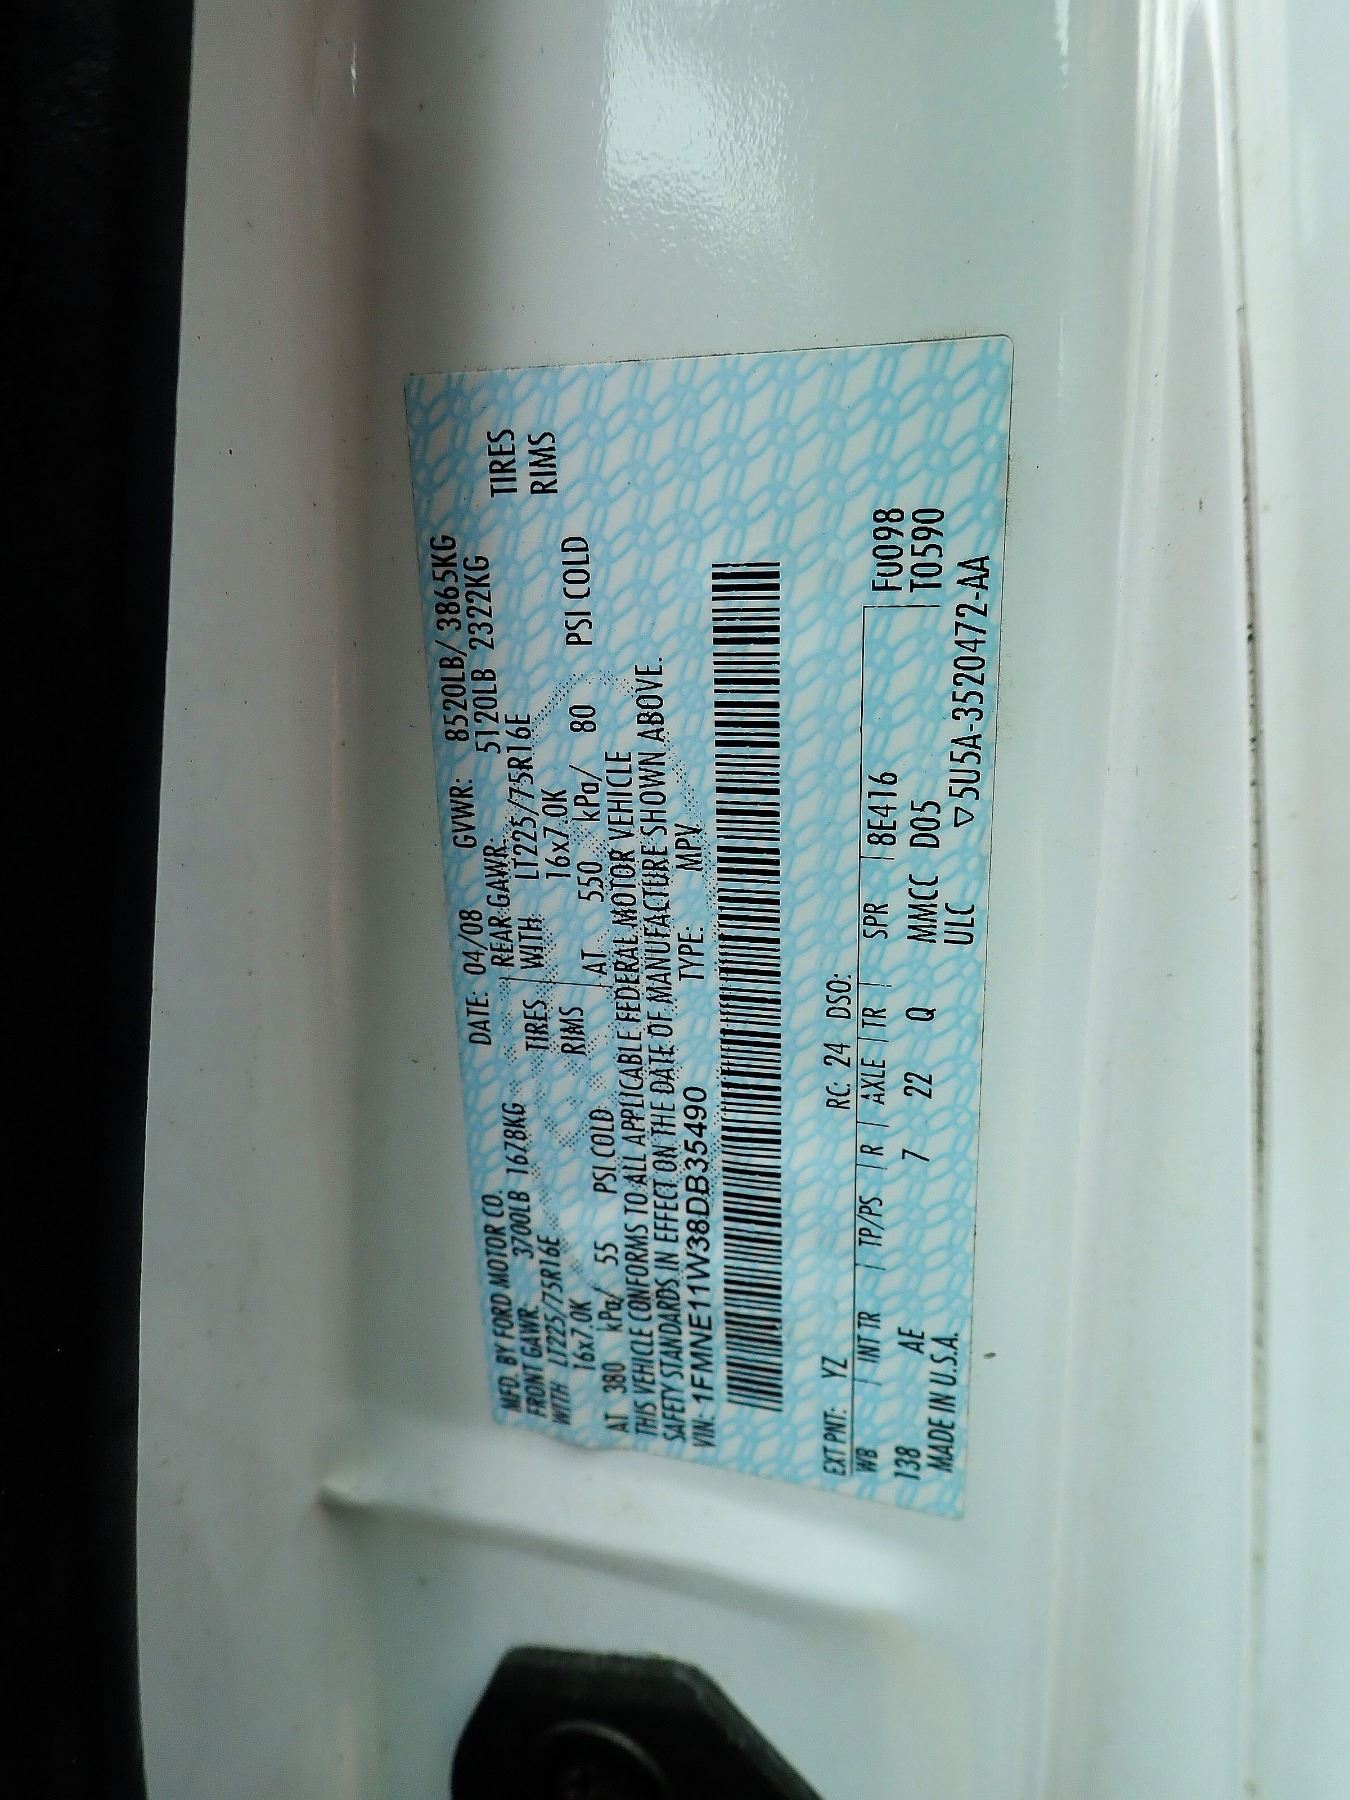 MFD. BY FORD MOTOR CO. DATE: 04/08 GVWR: 8520LB/ 3865KG
FRONT GAWR: 3700LB 1678KG REAR GAWR: 5120LB 2322KG
WITH LT225/75R16E TIRES WITH LT225/75R16E TIRES
16x7.0K RIMS 16x7.0K RIMS
AT 380 kPa/ 55 PSI COLD AT 550 kPa/ 80 PSI COLD
THIS VEHICLE CONFORMS TO ALL APPLICABLE FEDERAL MOTOR VEHICLE
SAFETY STANDARDS IN EFFECT ON THE DATE OF MANUFACTURE SHOWN ABOVE.
VIN: 1FMNE11W38DB35490 TYPE: MPV
EXT PNT: YZ RC: 24 DSO:
WB INT TR TP/PS R AXLE TR SPR 8E416 F0098
138 AE 7 22 Q MMCC D05 T0590
MADE IN U.S.A. ULC ▽5U5A-3520472-AA